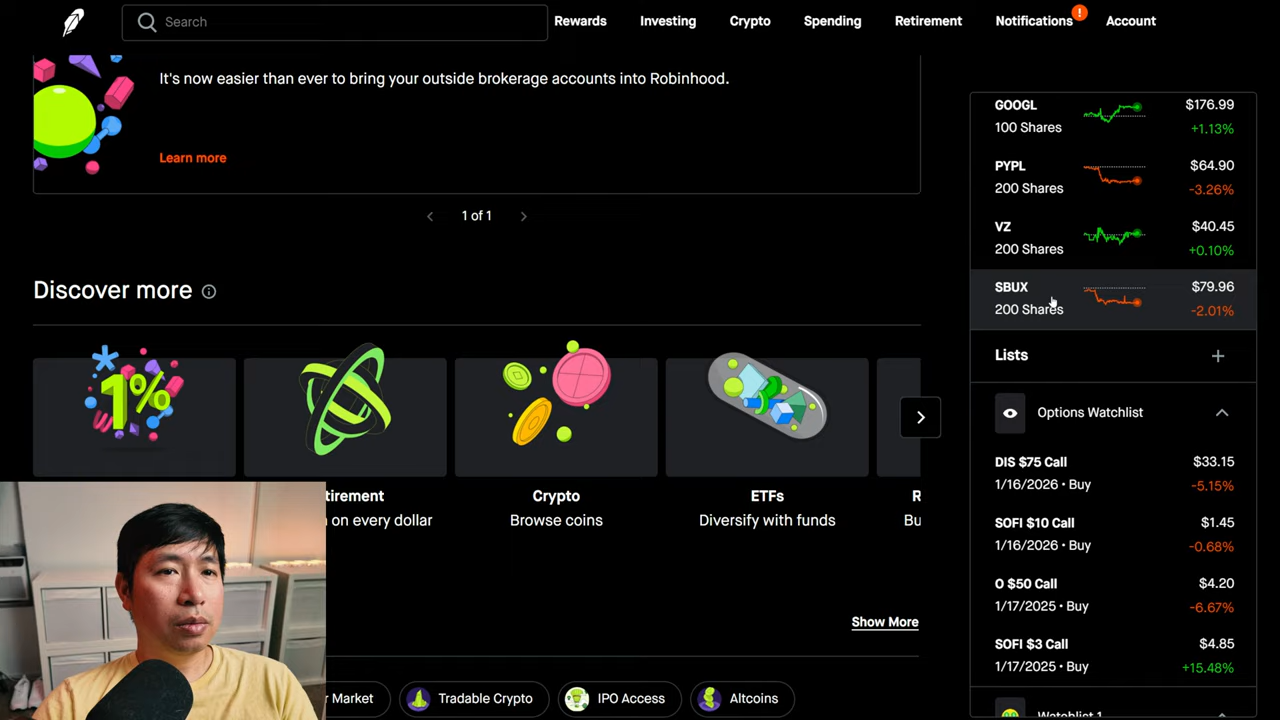 Search
Rewards
Investing
Crypto
Spending
Retirement
Notifications
!
Account
It's now easier than ever to bring your outside brokerage accounts into Robinhood.
Learn more
1 of 1
Discover more
1%
tirement
n on every dollar
Crypto
Browse coins
ETFs
Diversify with funds
R
Bu
Show More
r Market
Tradable Crypto
IPO Access
Altcoins
GOOGL $176.99
100 Shares +1.13%
PYPL $64.90
200 Shares -3.26%
VZ $40.45
200 Shares +0.10%
SBUX $79.96
200 Shares -2.01%
Lists
Options Watchlist
DIS $75 Call $33.15
1/16/2026 • Buy -5.15%
SOFI $10 Call $1.45
1/16/2026 • Buy -0.68%
O $50 Call $4.20
1/17/2025 • Buy -6.67%
SOFI $3 Call $4.85
1/17/2025 • Buy +15.48%
Watchlist 1